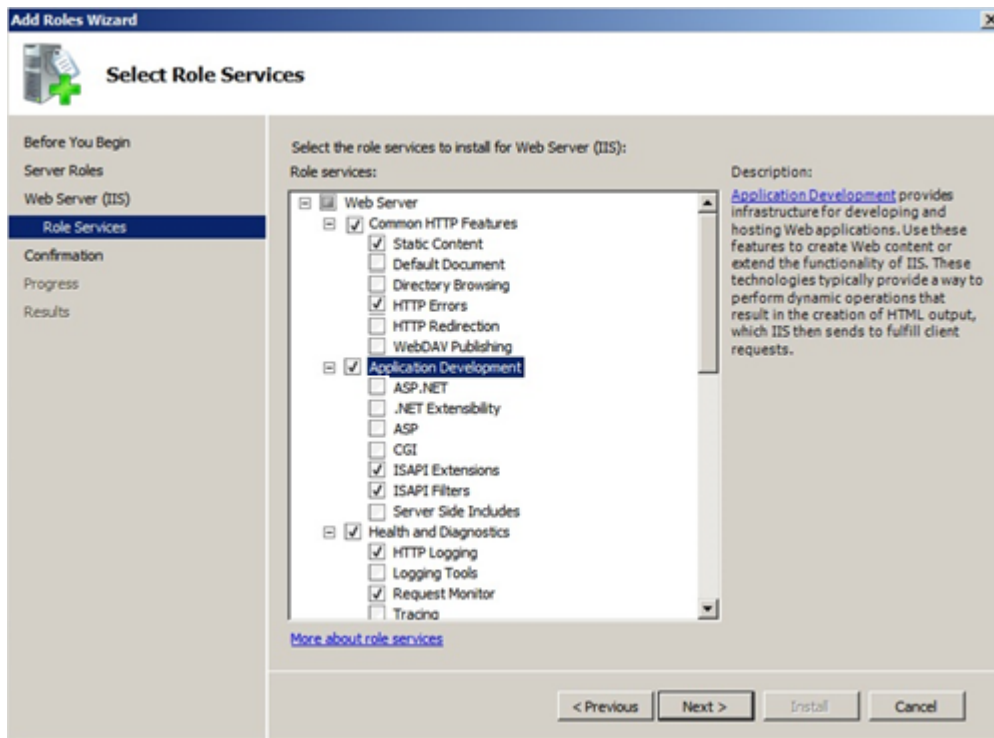 Add Roles Wizard
Select Role Services
Before You Begin
Server Roles
Web Server (IIS)
Role Services
Confirmation
Progress
Results
Select the role services to install for Web Server (IIS):
Role services:
Web Server
Common HTTP Features
Static Content
Default Document
Directory Browsing
HTTP Errors
HTTP Redirection
WebDAV Publishing
Application Development
ASP.NET
.NET Extensibility
ASP
CGI
ISAPI Extensions
ISAPI Filters
Server Side Includes
Health and Diagnostics
HTTP Logging
Logging Tools
Request Monitor
Tracing
More about role services
Description:
Application Development provides
infrastructure for developing and
hosting Web applications. Use these
features to create Web content or
extend the functionality of IIS. These
technologies typically provide a way to
perform dynamic operations that
result in the creation of HTML output,
which IIS then sends to fulfill client
requests.
< Previous
Next >
Install
Cancel